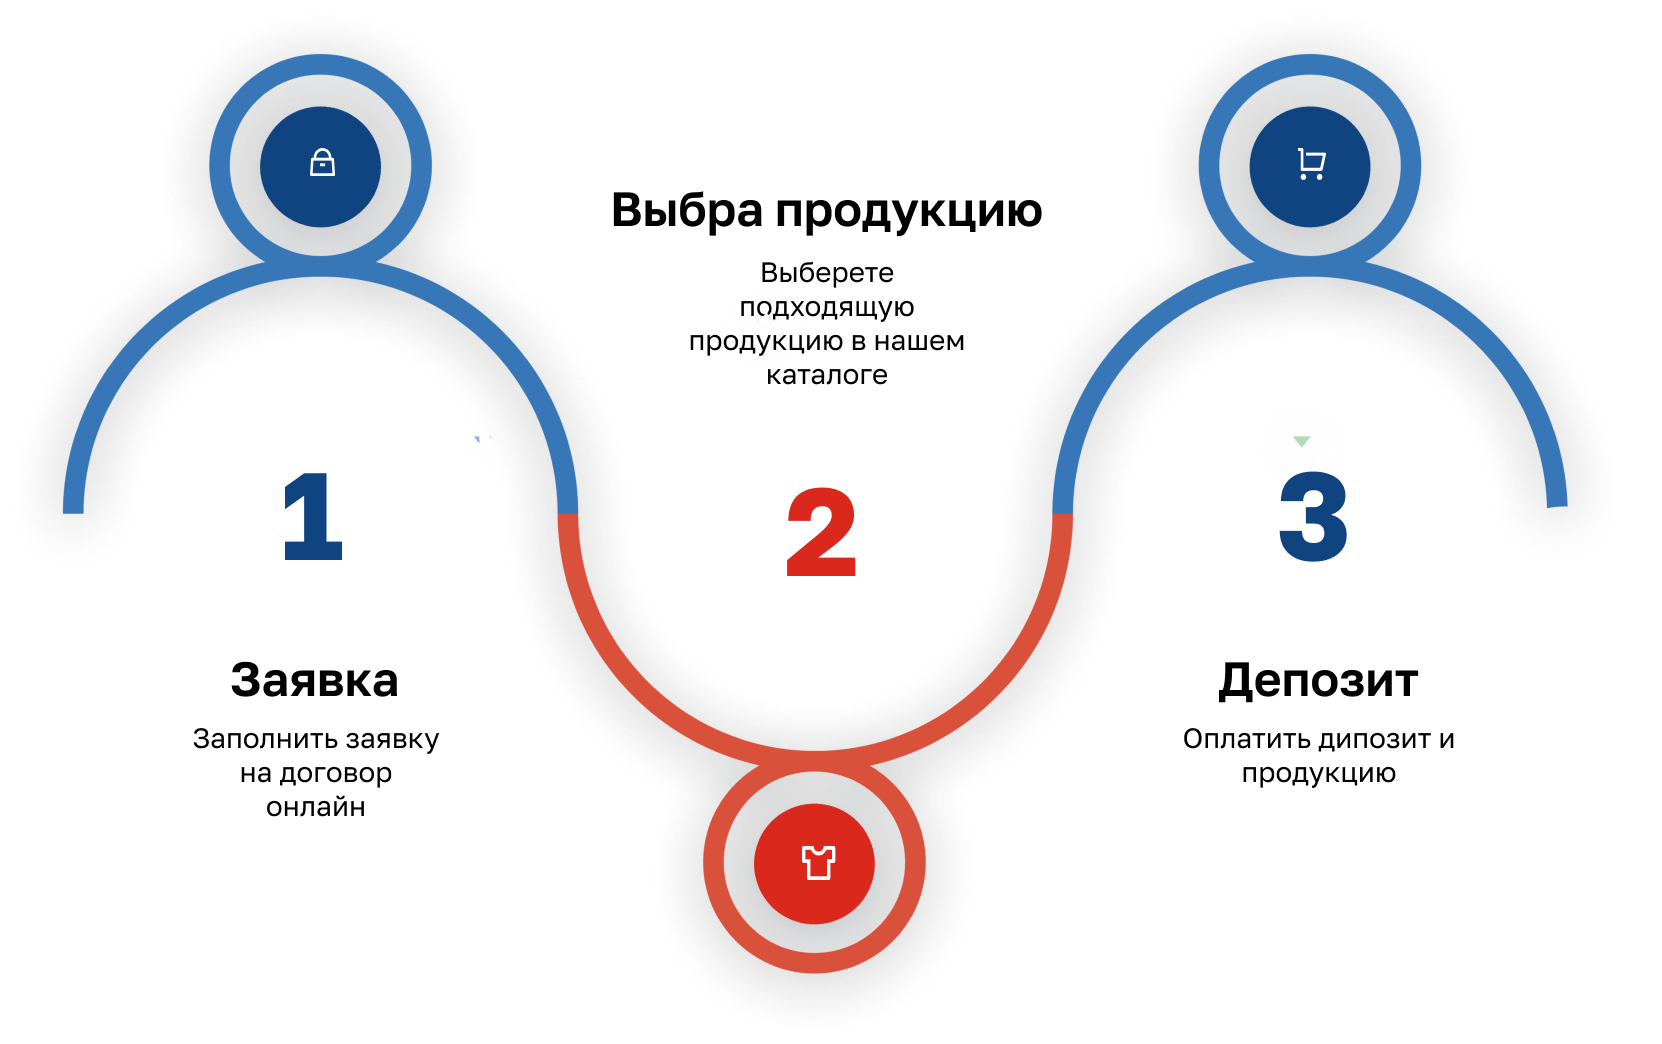 1
Заявка
Заполнить заявку
на договор
онлайн
Выбра продукцию
Выберете
подходящую
продукцию в нашем
каталоге
2
3
Депозит
Оплатить дипозит и
продукцию